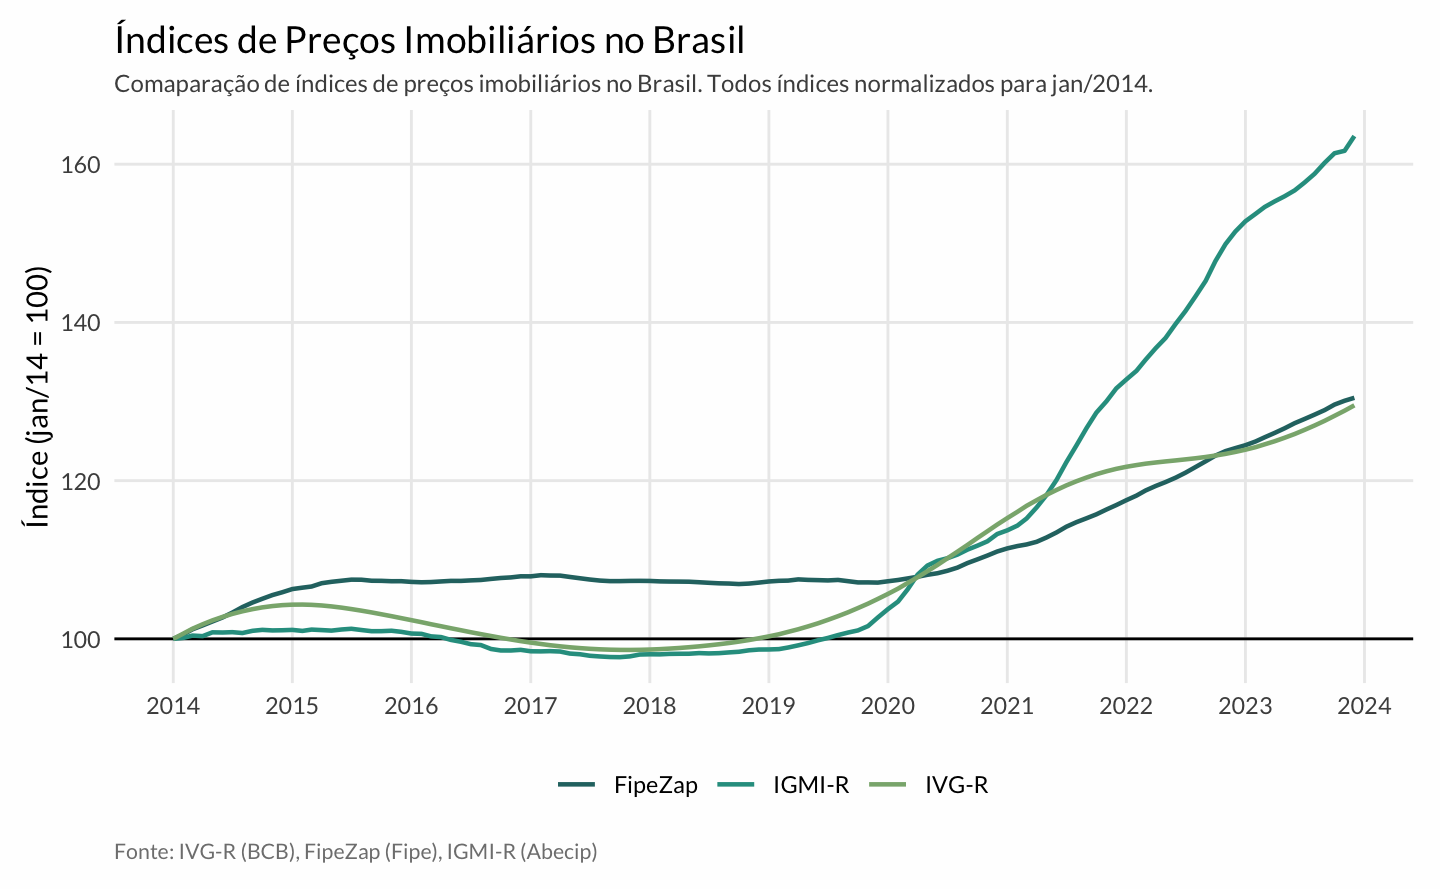 Índices de Preços Imobiliários no Brasil
Comaparação de índices de preços imobiliários no Brasil. Todos índices normalizados para jan/2014.
Índice (jan/14 = 100)
160
140
120
100
2014 2015 2016 2017 2018 2019 2020 2021 2022 2023 2024
FipeZap IGMI-R IVG-R
Fonte: IVG-R (BCB), FipeZap (Fipe), IGMI-R (Abecip)